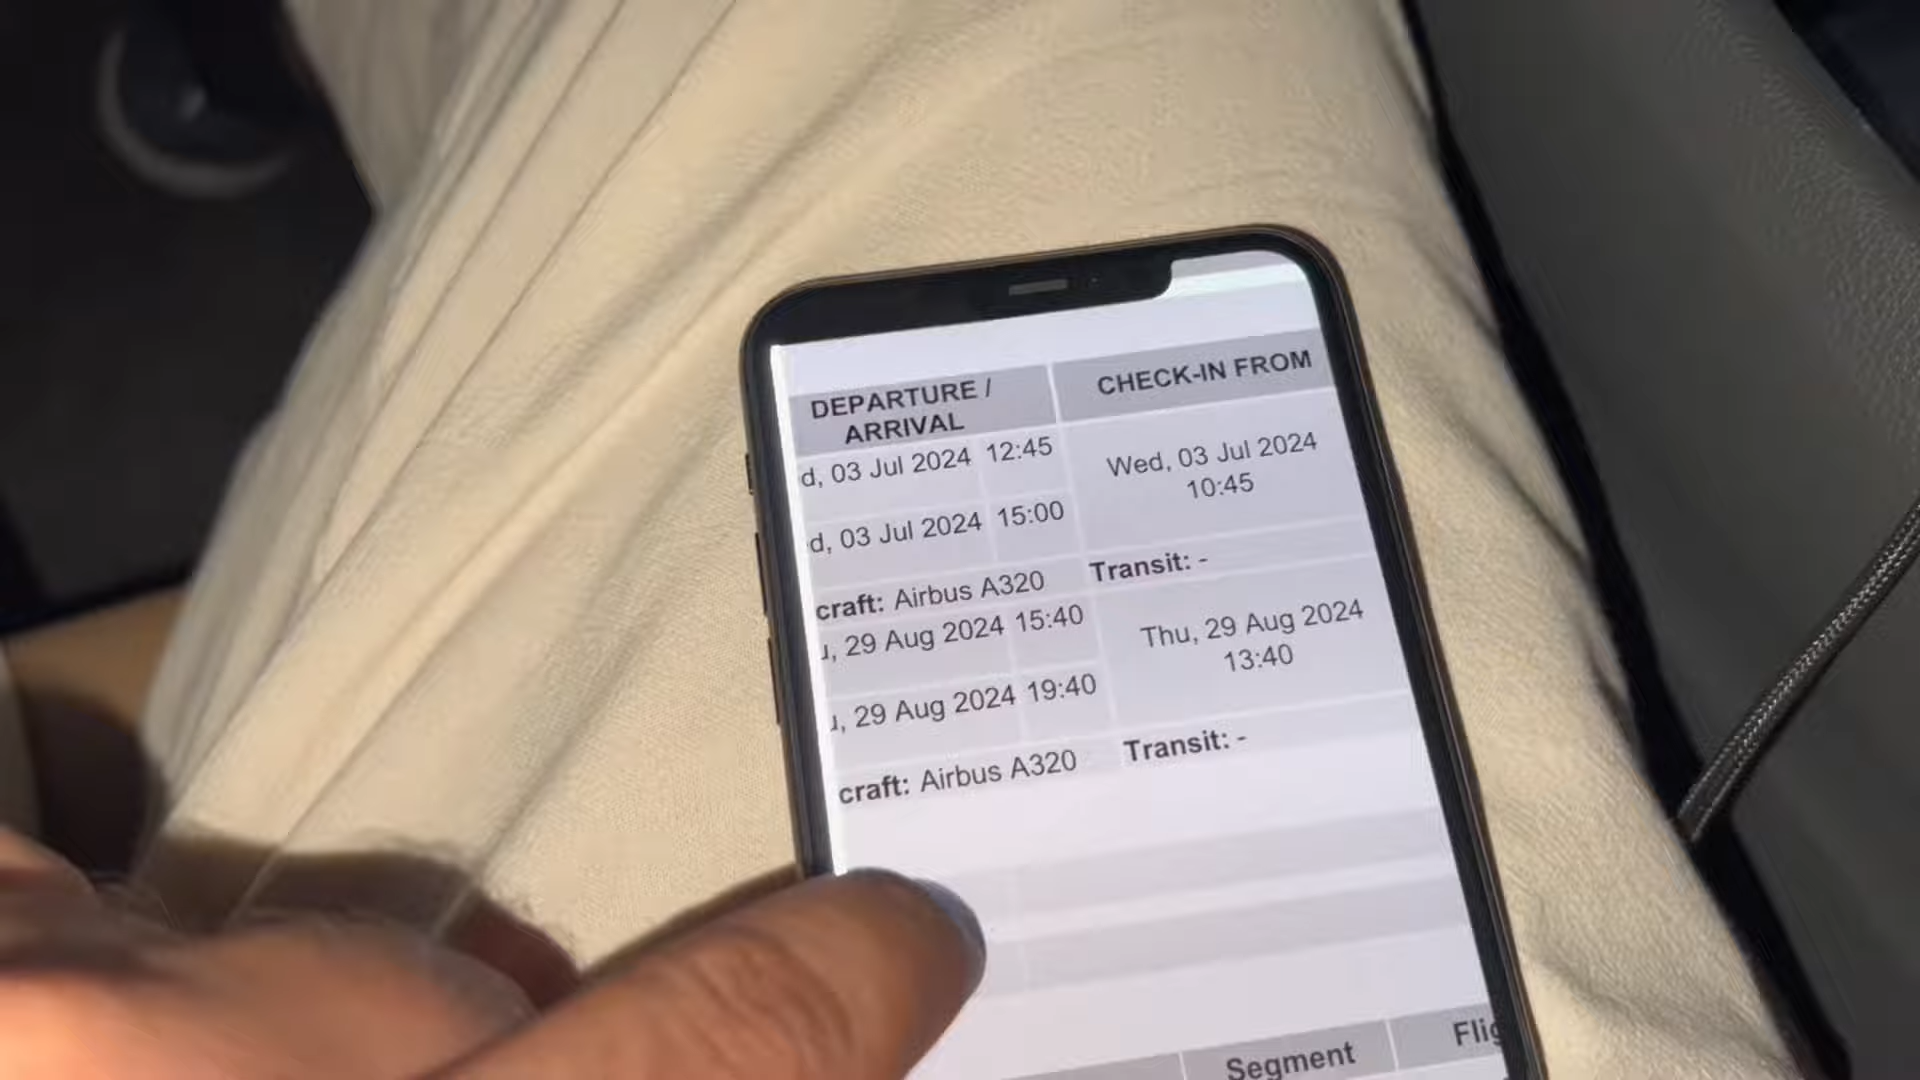 DEPARTURE /
ARRIVAL
CHECK-IN FROM
d, 03 Jul 2024 12:45
Wed, 03 Jul 2024
10:45
d, 03 Jul 2024 15:00
craft: Airbus A320
Transit: -
u, 29 Aug 2024 15:40
Thu, 29 Aug 2024
13:40
u, 29 Aug 2024 19:40
craft: Airbus A320
Transit: -
Segment
Flig